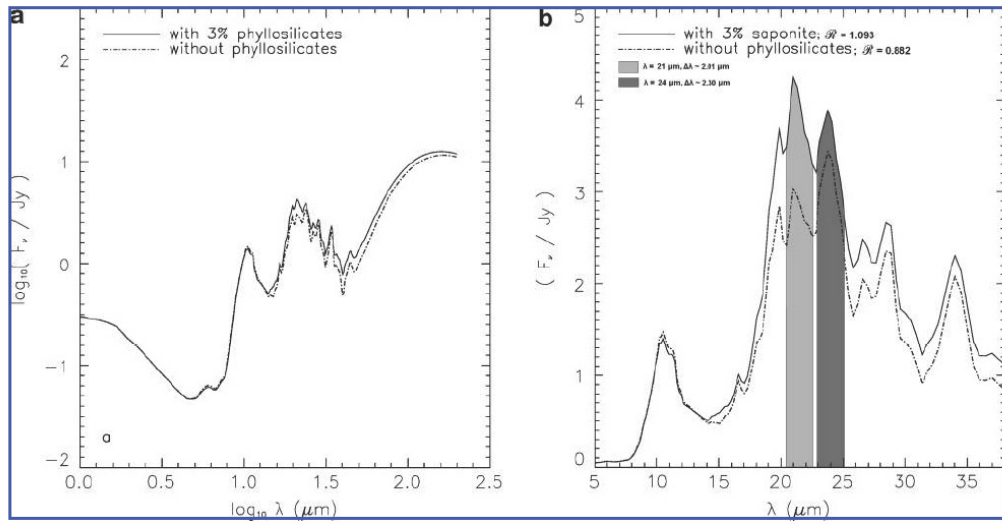 a
with 3% phyllosilicates
without phyllosilicates
log₁₀( Fᵥ / Jy)
2
1
0
−1
−2
a
0.0 0.5 1.0 1.5 2.0 2.5
log₁₀ λ (μm)
b
with 3% saponite; ℛ = 1.093
without phyllosilicates; ℛ = 0.882
λ = 21 μm, Δλ ~ 2.01 μm
λ = 24 μm, Δλ ~ 2.30 μm
( Fᵥ / Jy)
5
4
3
2
1
0
5 10 15 20 25 30 35
λ (μm)